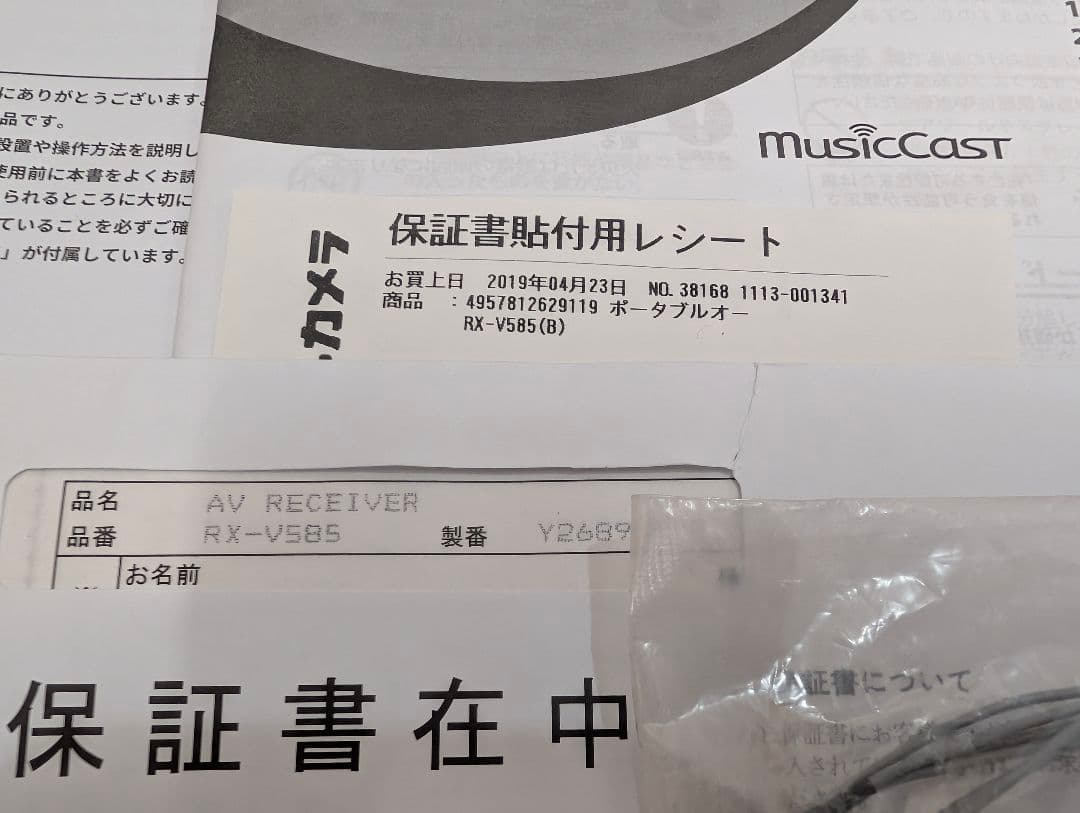 にありがとうございます。
品です。
設置や操作方法を説明し
使用前に本書をよくお読
られるところに大切に
ていることを必ずご確
」が付属しています。
MusicCast
カメラ
保証書貼付用レシート
お買上日 2019年04月23日 NO.38168 1113-001341
商品 :4957812629119 ポータブルオー
RX-V585(B)
品名 AV RECEIVER
品番 RX-V585 製番 Y2689
お名前
保証書在中
証書について